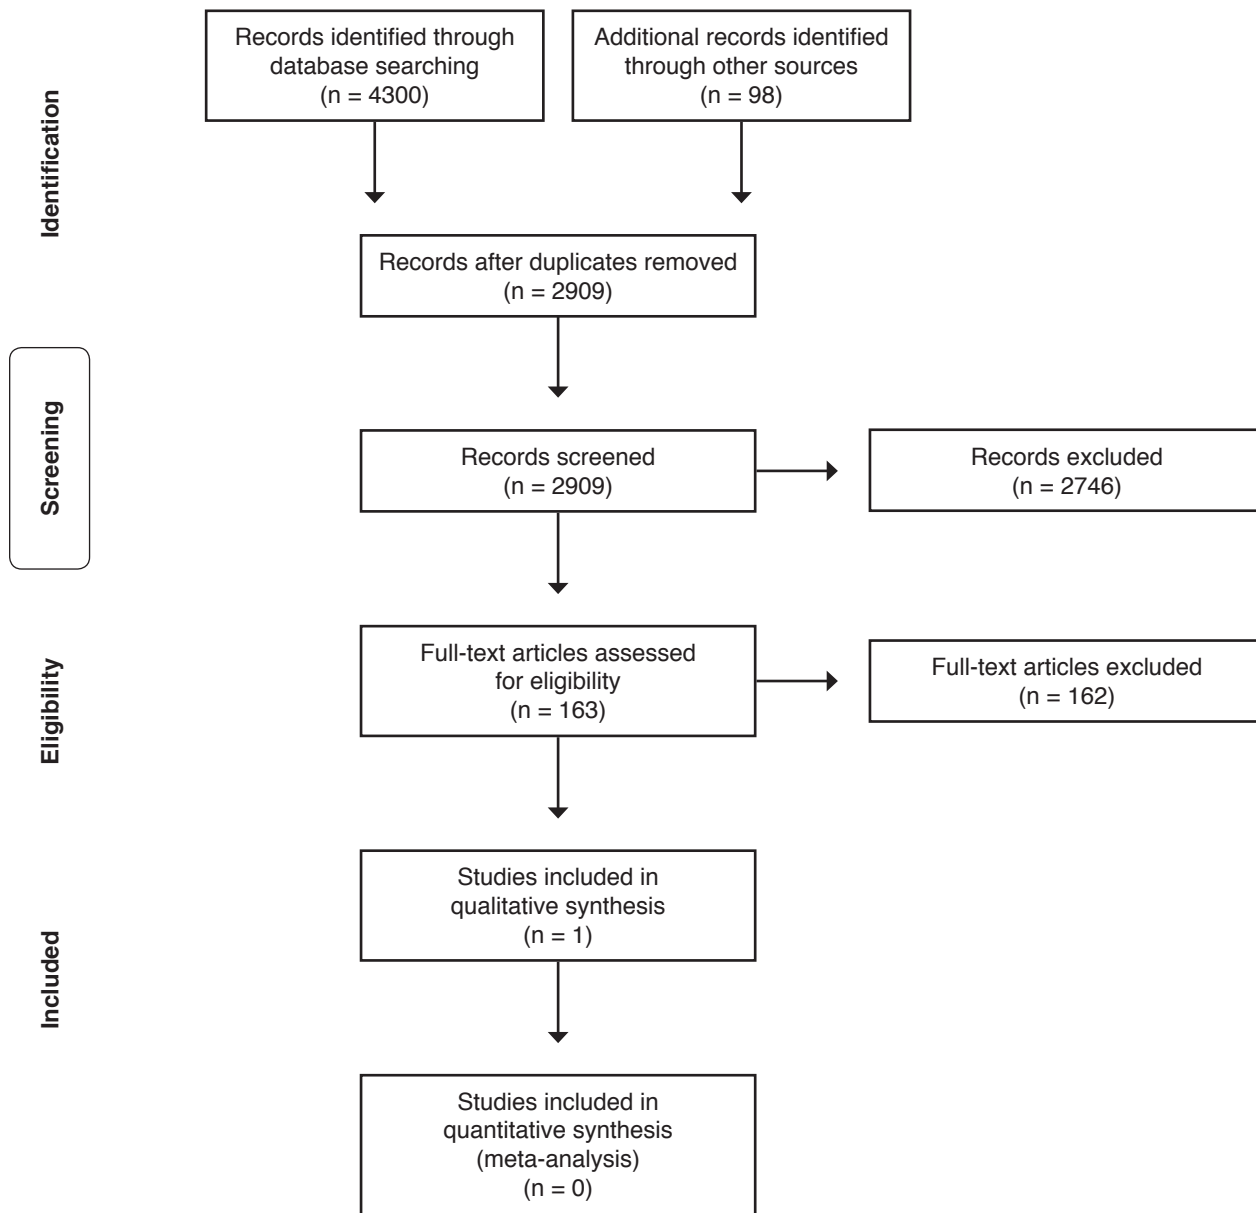 Identification
Records identified through
database searching
(n = 4300)
Additional records identified
through other sources
(n = 98)
Records after duplicates removed
(n = 2909)
Screening
Records screened
(n = 2909)
Records excluded
(n = 2746)
Eligibility
Full-text articles assessed
for eligibility
(n = 163)
Full-text articles excluded
(n = 162)
Included
Studies included in
qualitative synthesis
(n = 1)
Studies included in
quantitative synthesis
(meta-analysis)
(n = 0)